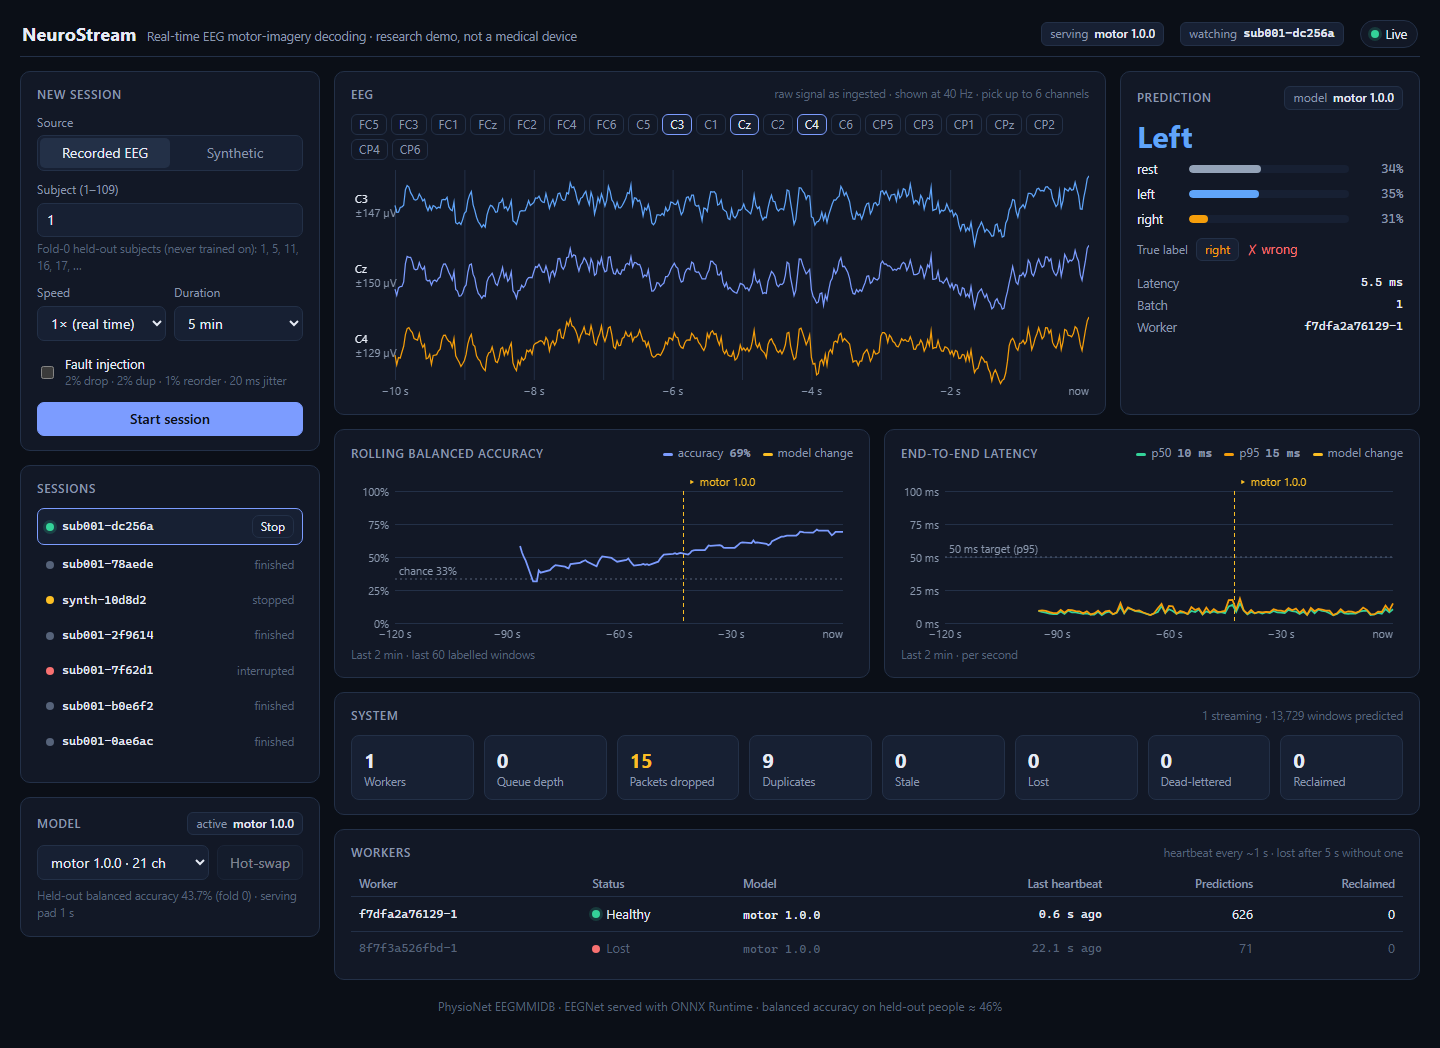 NeuroStream Real-time EEG motor-imagery decoding · research demo, not a medical device
serving motor 1.0.0
watching sub001-dc256a
Live
NEW SESSION
Source
Recorded EEG Synthetic
Subject (1–109)
1
Fold-0 held-out subjects (never trained on): 1, 5, 11,
16, 17, ...
Speed Duration
1× (real time) 5 min
Fault injection
2% drop · 2% dup · 1% reorder · 20 ms jitter
Start session
SESSIONS
sub001-dc256a Stop
sub001-78aede finished
synth-10d8d2 stopped
sub001-2f9614 finished
sub001-7f62d1 interrupted
sub001-b0e6f2 finished
sub001-0ae6ac finished
MODEL active motor 1.0.0
motor 1.0.0 · 21 ch Hot-swap
Held-out balanced accuracy 43.7% (fold 0) · serving
pad 1 s
EEG raw signal as ingested · shown at 40 Hz · pick up to 6 channels
FC5 FC3 FC1 FCz FC2 FC4 FC6 C5 C3 C1 Cz C2 C4 C6 CP5 CP3 CP1 CPz CP2
CP4 CP6
C3
±147 µV
Cz
±150 µV
C4
±129 µV
−10 s −8 s −6 s −4 s −2 s now
PREDICTION model motor 1.0.0
Left
rest 34%
left 35%
right 31%
True label right ✗ wrong
Latency 5.5 ms
Batch 1
Worker f7dfa2a76129-1
ROLLING BALANCED ACCURACY accuracy 69% model change
▸ motor 1.0.0
100%
75%
50%
chance 33%
25%
0%
−120 s −90 s −60 s −30 s now
Last 2 min · last 60 labelled windows
END-TO-END LATENCY p50 10 ms p95 15 ms model change
▸ motor 1.0.0
100 ms
75 ms
50 ms target (p95)
50 ms
25 ms
0 ms
−120 s −90 s −60 s −30 s now
Last 2 min · per second
SYSTEM 1 streaming · 13,729 windows predicted
1 0 15 9 0 0 0 0
Workers Queue depth Packets dropped Duplicates Stale Lost Dead-lettered Reclaimed
WORKERS heartbeat every ~1 s · lost after 5 s without one
Worker Status Model Last heartbeat Predictions Reclaimed
f7dfa2a76129-1 Healthy motor 1.0.0 0.6 s ago 626 0
8f7f3a526fbd-1 Lost motor 1.0.0 22.1 s ago 71 0
PhysioNet EEGMMIDB · EEGNet served with ONNX Runtime · balanced accuracy on held-out people ≈ 46%